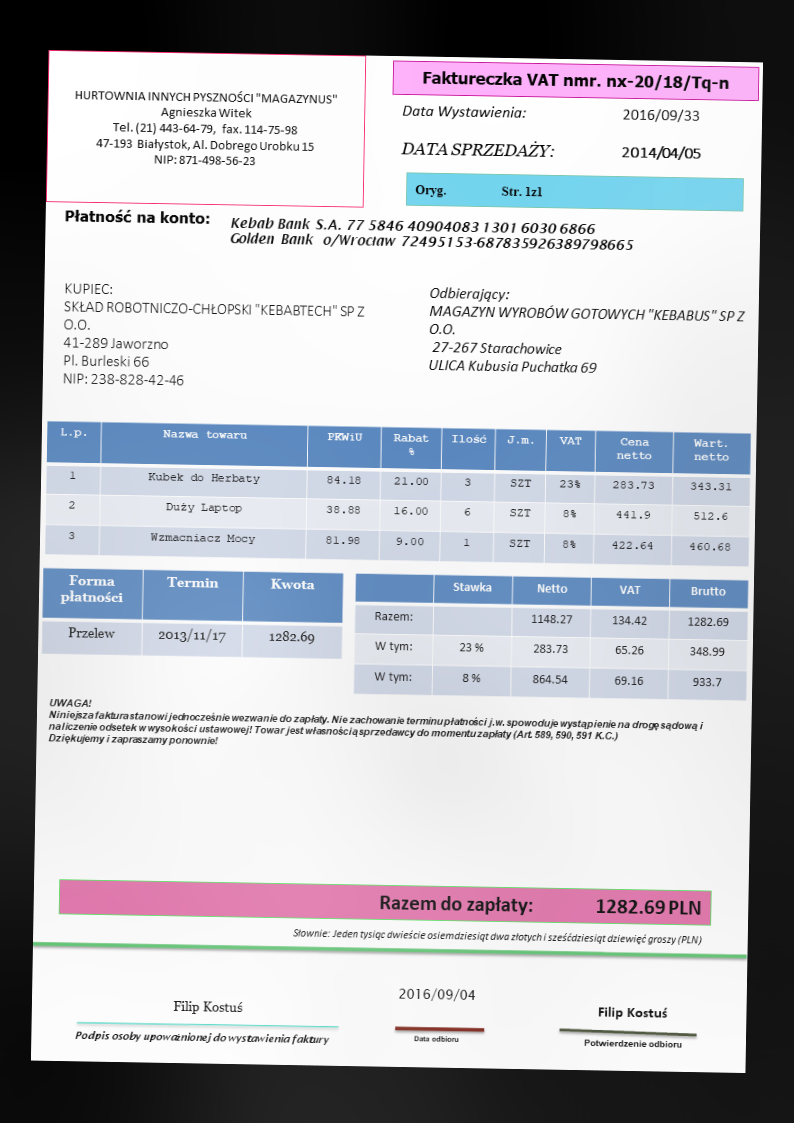 HURTOWNIA INNYCH PYSZNOŚCI "MAGAZYNUS"
Agnieszka Witek
Tel. (21) 443-64-79, fax. 114-75-98
47-193 Białystok, Al. Dobrego Urobku 15
NIP: 871-498-56-23
Faktureczka VAT nmr. nx-20/18/Tq-n
Data Wystawienia: 2016/09/33
DATA SPRZEDAŻY: 2014/04/05
Oryg. Str. 1z1
Płatność na konto: Kebab Bank S.A. 77 5846 40904083 1301 6030 6866
Golden Bank o/Wrocław 72495153-687835926389798665
KUPIEC:
SKŁAD ROBOTNICZO-CHŁOPSKI "KEBABTECH" SP Z
O.O.
41-289 Jaworzno
Pl. Burleski 66
NIP: 238-828-42-46
Odbierający:
MAGAZYN WYROBÓW GOTOWYCH "KEBABUS" SP Z
O.O.
27-267 Starachowice
ULICA Kubusia Puchatka 69
L.p. Nazwa towaru PKWiU Rabat % Ilość J.m. VAT Cena netto Wart. netto
1 Kubek do Herbaty 84.18 21.00 3 SZT 23% 283.73 343.31
2 Duży Laptop 38.88 16.00 6 SZT 8% 441.9 512.6
3 Wzmacniacz Mocy 81.98 9.00 1 SZT 8% 422.64 460.68
Forma płatności Termin Kwota
Przelew 2013/11/17 1282.69
Stawka Netto VAT Brutto
Razem: 1148.27 134.42 1282.69
W tym: 23 % 283.73 65.26 348.99
W tym: 8 % 864.54 69.16 933.7
UWAGA!
Niniejsza faktura stanowi jednocześnie wezwanie do zapłaty. Nie zachowanie terminu płatności j.w. spowoduje wystąpienie na drogę sądową i
naliczenie odsetek w wysokości ustawowej! Towar jest własnością sprzedawcy do momentu zapłaty (Art. 589, 590, 591 K.C.)
Dziękujemy i zapraszamy ponownie!
Razem do zapłaty: 1282.69 PLN
Słownie: Jeden tysiąc dwieście osiemdziesiąt dwa złotych i sześćdziesiąt dziewięć groszy (PLN)
Filip Kostuś
Podpis osoby upoważnionej do wystawienia faktury
2016/09/04
Data odbioru
Filip Kostuś
Potwierdzenie odbioru